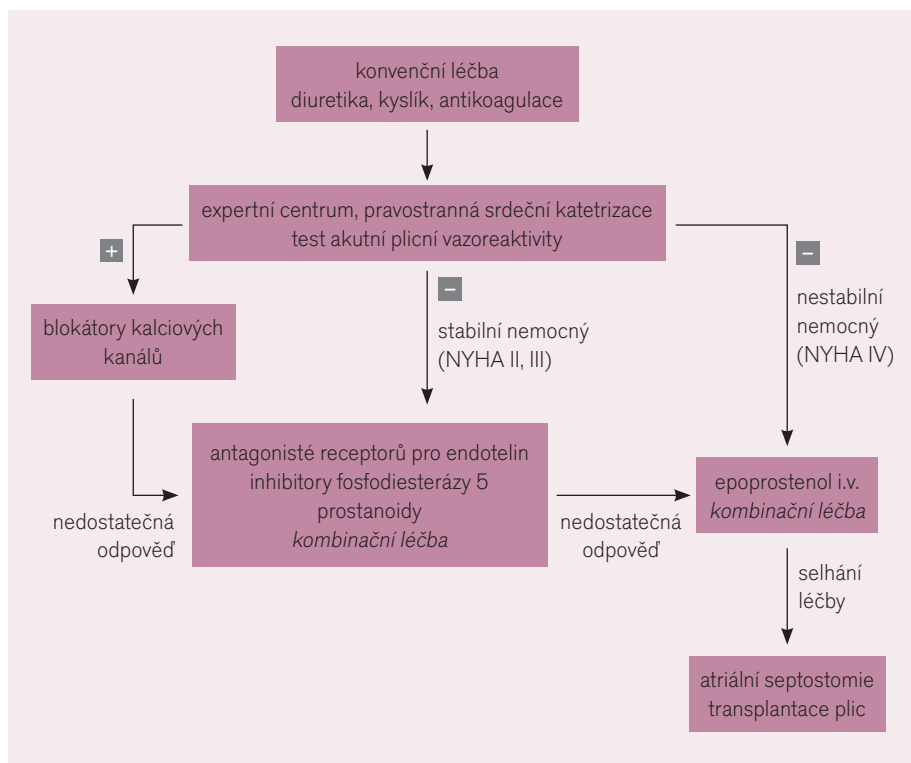 konvenční léčba
diuretika, kyslík, antikoagulace
expertní centrum, pravostranná srdeční katetrizace
test akutní plicní vazoreaktivity
+
−
−
blokátory kalciových
kanálů
stabilní nemocný
(NYHA II, III)
nestabilní
nemocný
(NYHA IV)
antagonisté receptorů pro endotelin
inhibitory fosfodiesterázy 5
prostanoidy
kombinační léčba
nedostatečná
odpověď
nedostatečná
odpověď
epoprostenol i.v.
kombinační léčba
selhání
léčby
atriální septostomie
transplantace plic